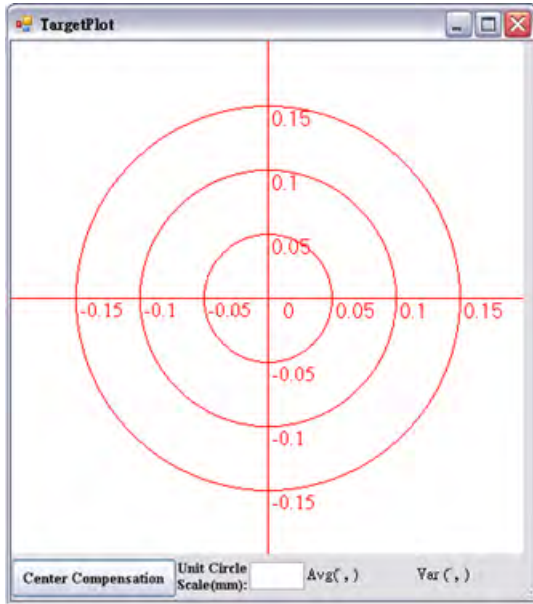 TargetPlot
0.15
0.1
0.05
-0.15 -0.1 -0.05 0 0.05 0.1 0.15
-0.05
-0.1
-0.15
Center Compensation
Unit Circle
Scale(mm):
Avg(,)
Var(,)